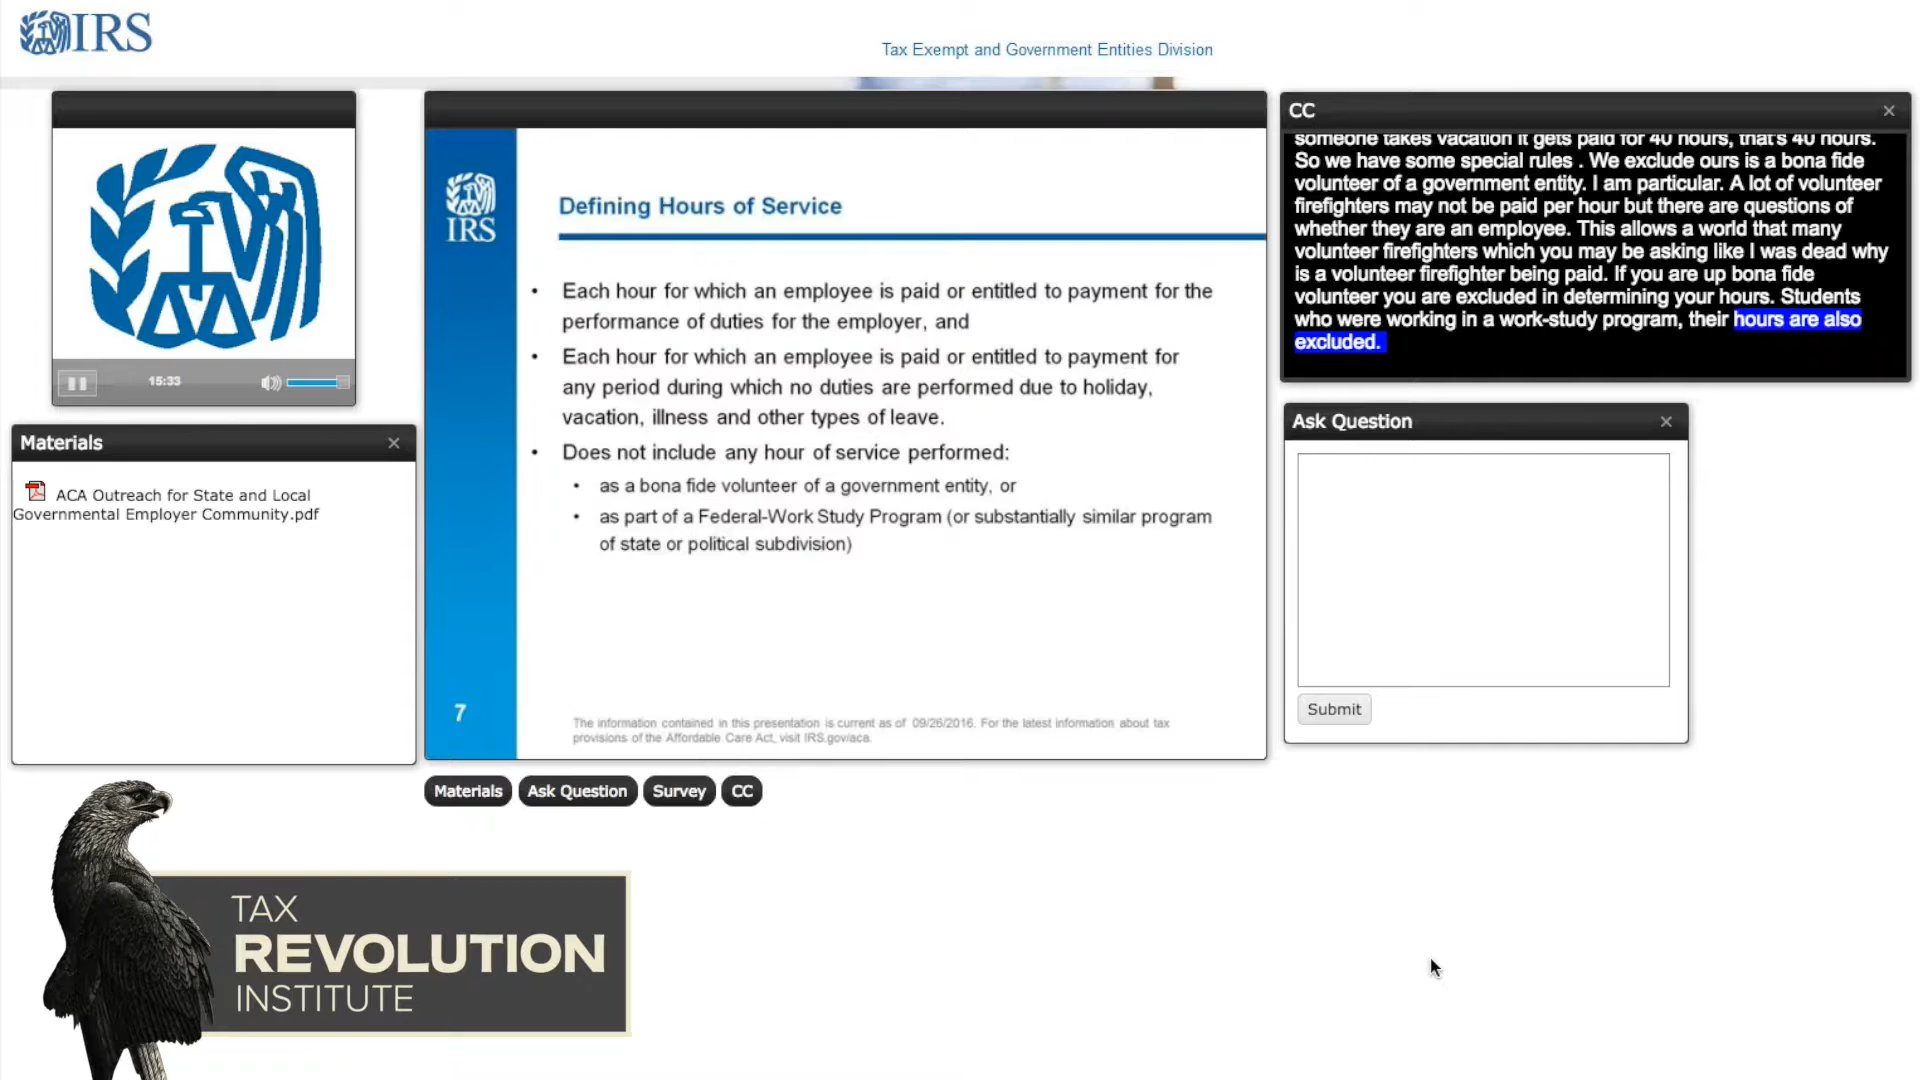 IRS
Tax Exempt and Government Entities Division
15:33
Materials
ACA Outreach for State and Local
Governmental Employer Community.pdf
IRS
Defining Hours of Service
• Each hour for which an employee is paid or entitled to payment for the
performance of duties for the employer, and
• Each hour for which an employee is paid or entitled to payment for
any period during which no duties are performed due to holiday,
vacation, illness and other types of leave.
• Does not include any hour of service performed:
• as a bona fide volunteer of a government entity, or
• as part of a Federal-Work Study Program (or substantially similar program
of state or political subdivision)
7
The information contained in this presentation is current as of 09/26/2016. For the latest information about tax
provisions of the Affordable Care Act, visit IRS.gov/aca.
Materials Ask Question Survey CC
CC
someone takes vacation it gets paid for 40 hours, that's 40 hours.
So we have some special rules . We exclude ours is a bona fide
volunteer of a government entity. I am particular. A lot of volunteer
firefighters may not be paid per hour but there are questions of
whether they are an employee. This allows a world that many
volunteer firefighters which you may be asking like I was dead why
is a volunteer firefighter being paid. If you are up bona fide
volunteer you are excluded in determining your hours. Students
who were working in a work-study program, their hours are also
excluded.
Ask Question
Submit
TAX
REVOLUTION
INSTITUTE